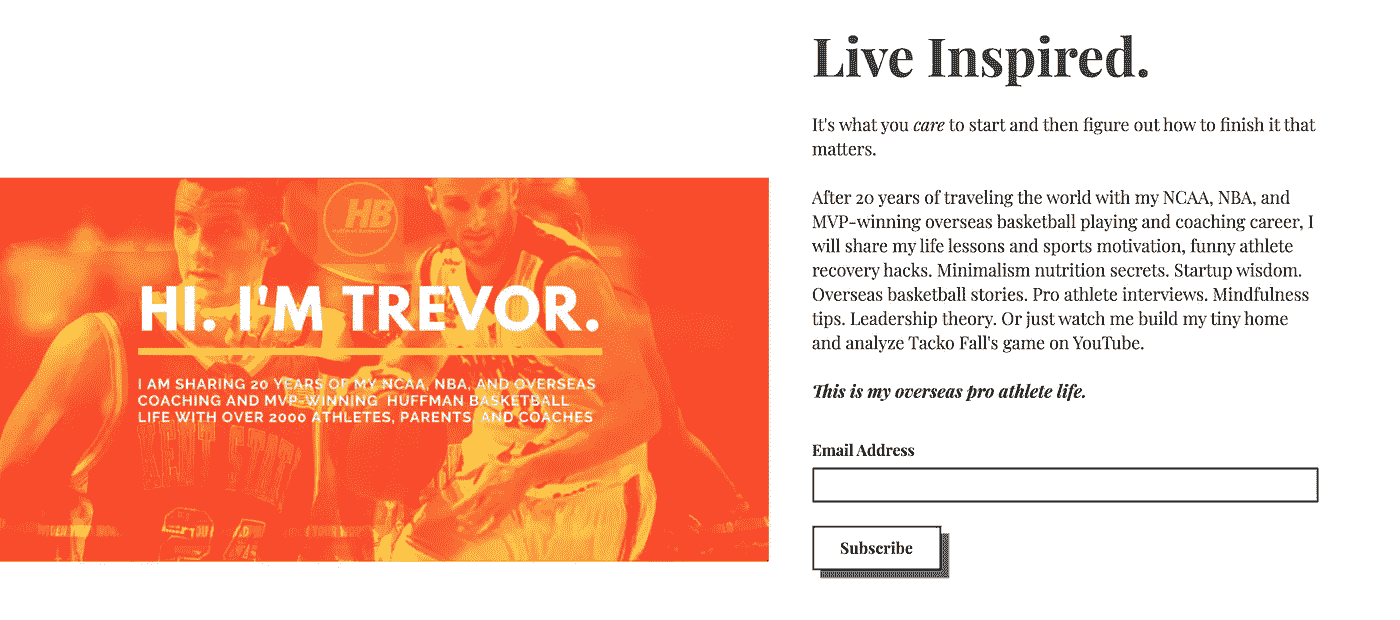 HB
Huffman Basketball
HI. I'M TREVOR.
I AM SHARING 20 YEARS OF MY NCAA, NBA, AND OVERSEAS
COACHING AND MVP-WINNING HUFFMAN BASKETBALL
LIFE WITH OVER 2000 ATHLETES, PARENTS AND COACHES
KENT STATE
24
Live Inspired.
It's what you care to start and then figure out how to finish it that
matters.
After 20 years of traveling the world with my NCAA, NBA, and
MVP-winning overseas basketball playing and coaching career, I
will share my life lessons and sports motivation, funny athlete
recovery hacks. Minimalism nutrition secrets. Startup wisdom.
Overseas basketball stories. Pro athlete interviews. Mindfulness
tips. Leadership theory. Or just watch me build my tiny home
and analyze Tacko Fall's game on YouTube.
This is my overseas pro athlete life.
Email Address
Subscribe